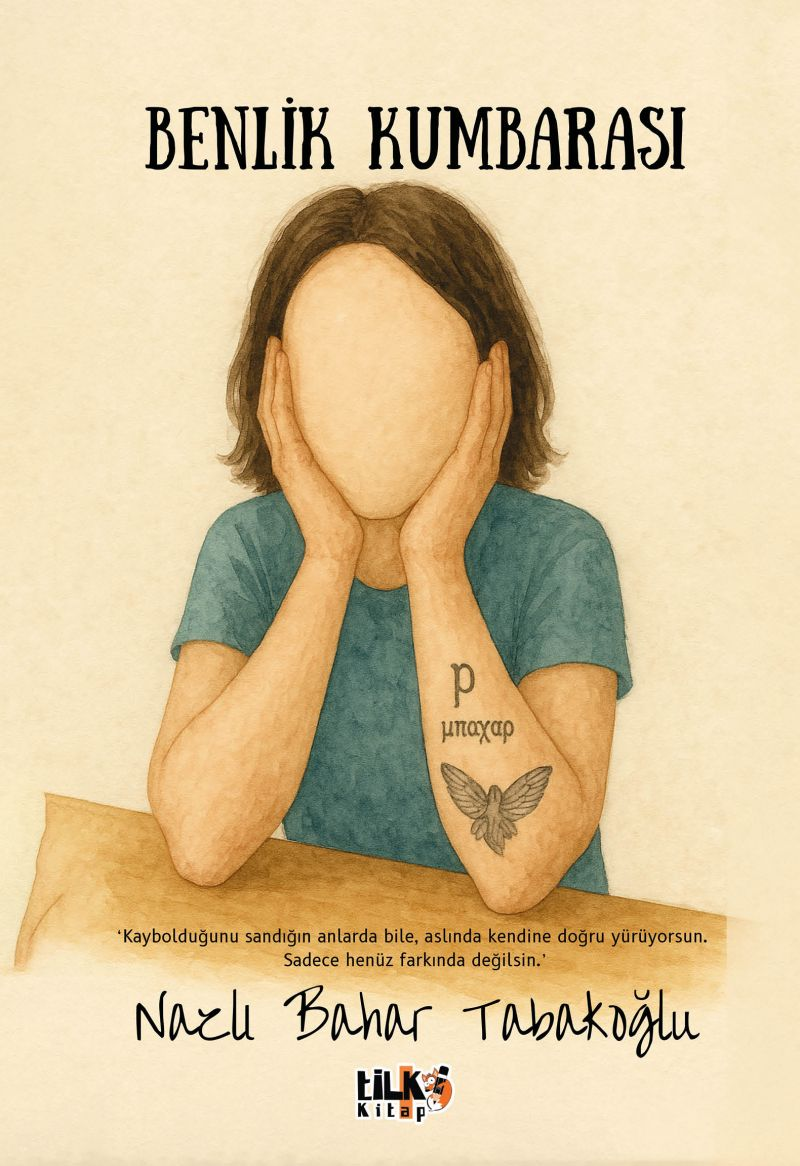 BENLİK KUMBARASI
ρ
μπαχαρ
‘Kaybolduğunu sandığın anlarda bile, aslında kendine doğru yürüyorsun.
Sadece henüz farkında değilsin.’
Nazlı Bahar Tabakoğlu
tiLKi
Kitap